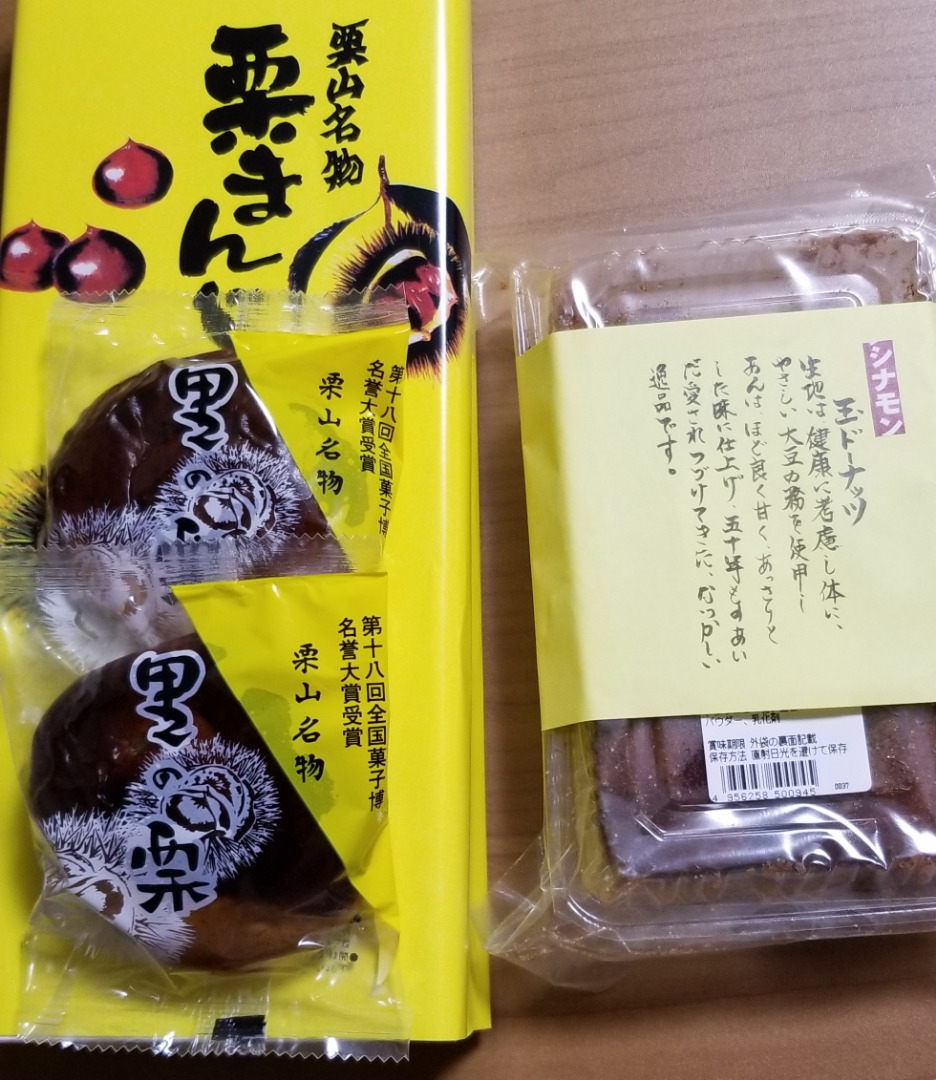 栗山名物
栗まん
里の
栗山名物
第十八回全国菓子博
名誉大賞受賞
里の栗
栗山名物
第十八回全国菓子博
名誉大賞受賞
シナモン
玉ドーナッツ
生地は健康に考慮し体に、
やさしい大豆の粉を使用し
あんは、ほど良く甘く、あっさりと
した味に仕上げ、五十年もすあい
だ愛されつづけてきた、なつかしい
逸品です。
パウダー、乳化剤
賞味期限 外袋の裏面記載
保存方法 直射日光を避けて保存
4 956258 500945
0037